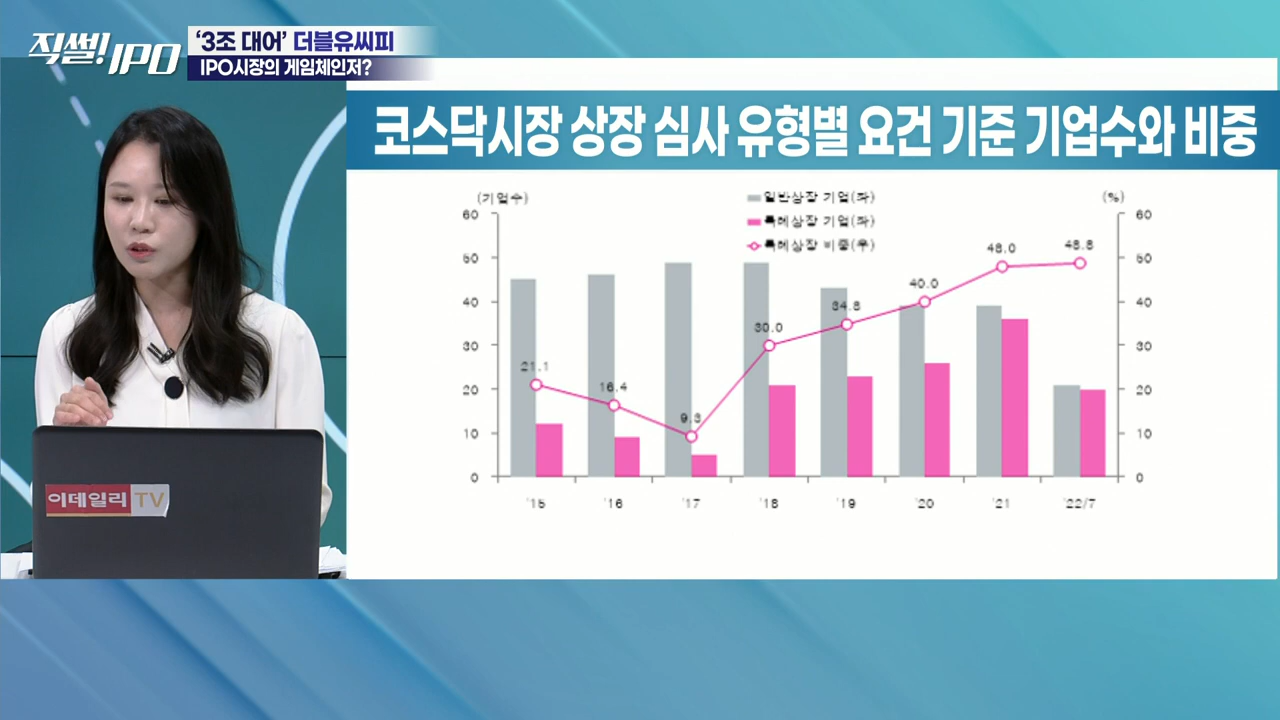 직썰! IPO
‘3조 대어’ 더블유씨피
IPO시장의 게임체인저?
코스닥시장 상장 심사 유형별 요건 기준 기업수와 비중
(기업수)
(%)
일반상장 기업(좌)
특례상장 기업(좌)
특례상장 비중(우)
60 50 40 30 20 10 0
21.1 16.4 9.3 30.0 34.8 40.0 48.0 48.8
60 50 40 30 20 10 0
'15 '16 '17 '18 '19 '20 '21 '22/7
이데일리 TV